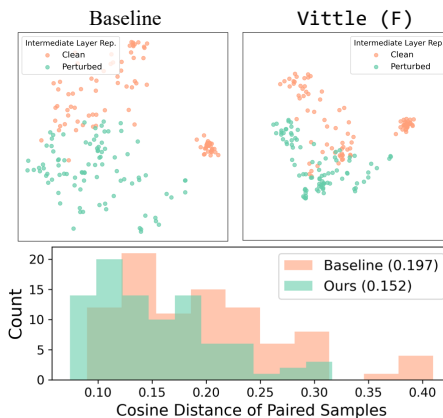 Baseline
Vittle (F)
Intermediate Layer Rep.
Clean
Perturbed
Intermediate Layer Rep.
Clean
Perturbed
20
15
10
5
0
Count
Baseline (0.197)
Ours (0.152)
0.10 0.15 0.20 0.25 0.30 0.35 0.40
Cosine Distance of Paired Samples